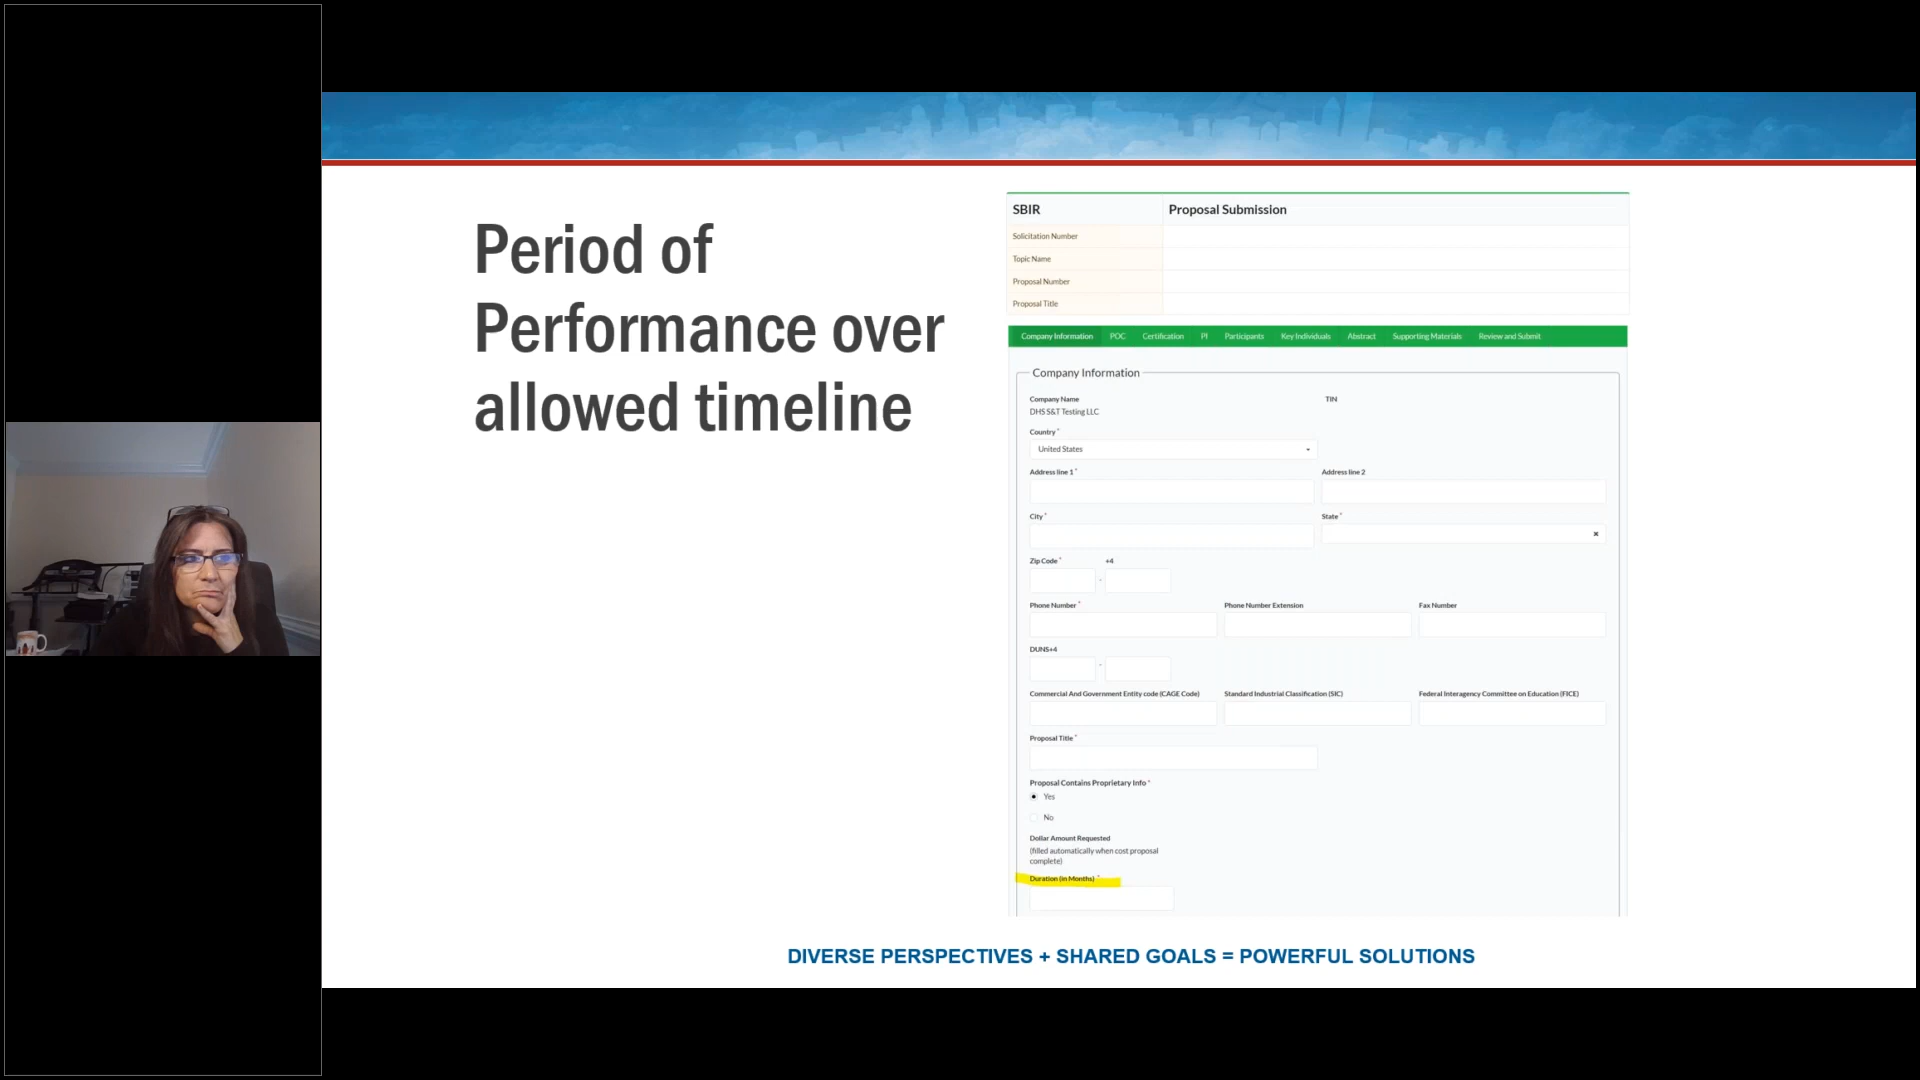 Period of
Performance over
allowed timeline
SBIR Proposal Submission
Solicitation Number
Topic Name
Proposal Number
Proposal Title
Company Information POC Certification PI Participants Key Individuals Abstract Supporting Materials Review and Submit
Company Information
Company Name TIN
DHS S&T Testing LLC
Country *
United States
Address line 1 * Address line 2
City * State *
Zip Code * +4
-
Phone Number * Phone Number Extension Fax Number
DUNS+4
-
Commercial And Government Entity code (CAGE Code) Standard Industrial Classification (SIC) Federal Interagency Committee on Education (FICE)
Proposal Title *
Proposal Contains Proprietary Info *
Yes
No
Dollar Amount Requested
(filled automatically when cost proposal
complete)
Duration (in Months) *
DIVERSE PERSPECTIVES + SHARED GOALS = POWERFUL SOLUTIONS